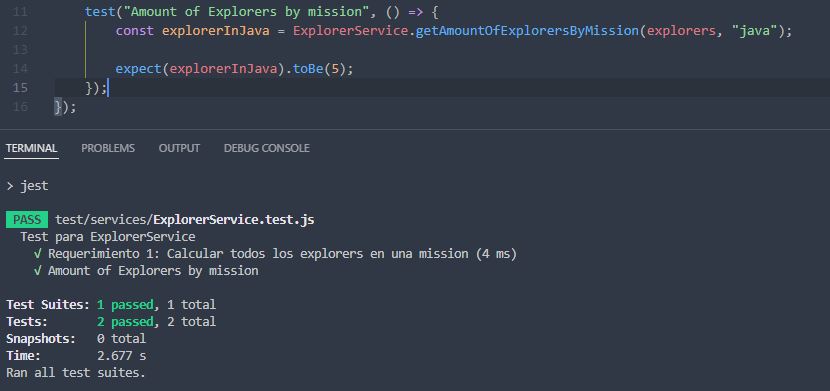 11 test("Amount of Explorers by mission", () => {
12 const explorerInJava = ExplorerService.getAmountOfExplorersByMission(explorers, "java");
13
14 expect(explorerInJava).toBe(5);
15 });
16 });
TERMINAL PROBLEMS OUTPUT DEBUG CONSOLE
> jest
PASS test/services/ExplorerService.test.js
Test para ExplorerService
√ Requerimiento 1: Calcular todos los explorers en una mission (4 ms)
√ Amount of Explorers by mission
Test Suites: 1 passed, 1 total
Tests: 2 passed, 2 total
Snapshots: 0 total
Time: 2.677 s
Ran all test suites.